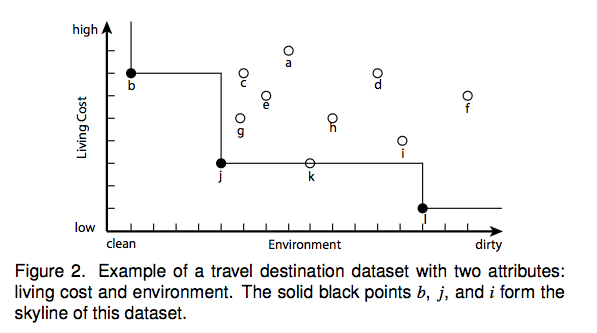 high
a
c
d
b
e
f
g
h
Living Cost
i
j
k
l
low
clean
Environment
dirty
Figure 2. Example of a travel destination dataset with two attributes:
living cost and environment. The solid black points b, j, and i form the
skyline of this dataset.